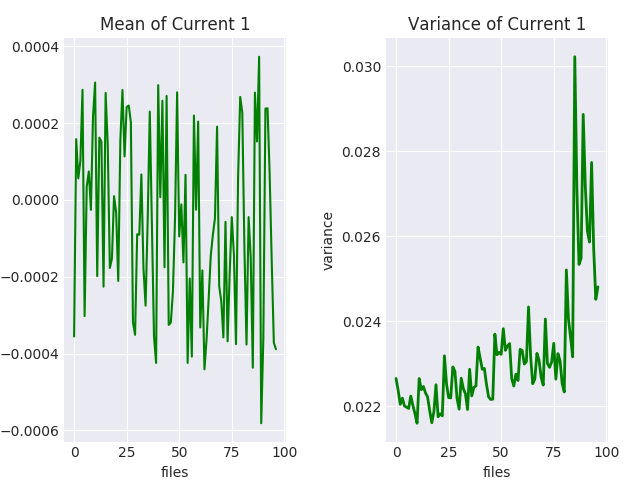 Mean of Current 1
0.0004
0.0002
0.0000
−0.0002
−0.0004
−0.0006
0 25 50 75 100
files
Variance of Current 1
variance
0.030
0.028
0.026
0.024
0.022
0 25 50 75 100
files